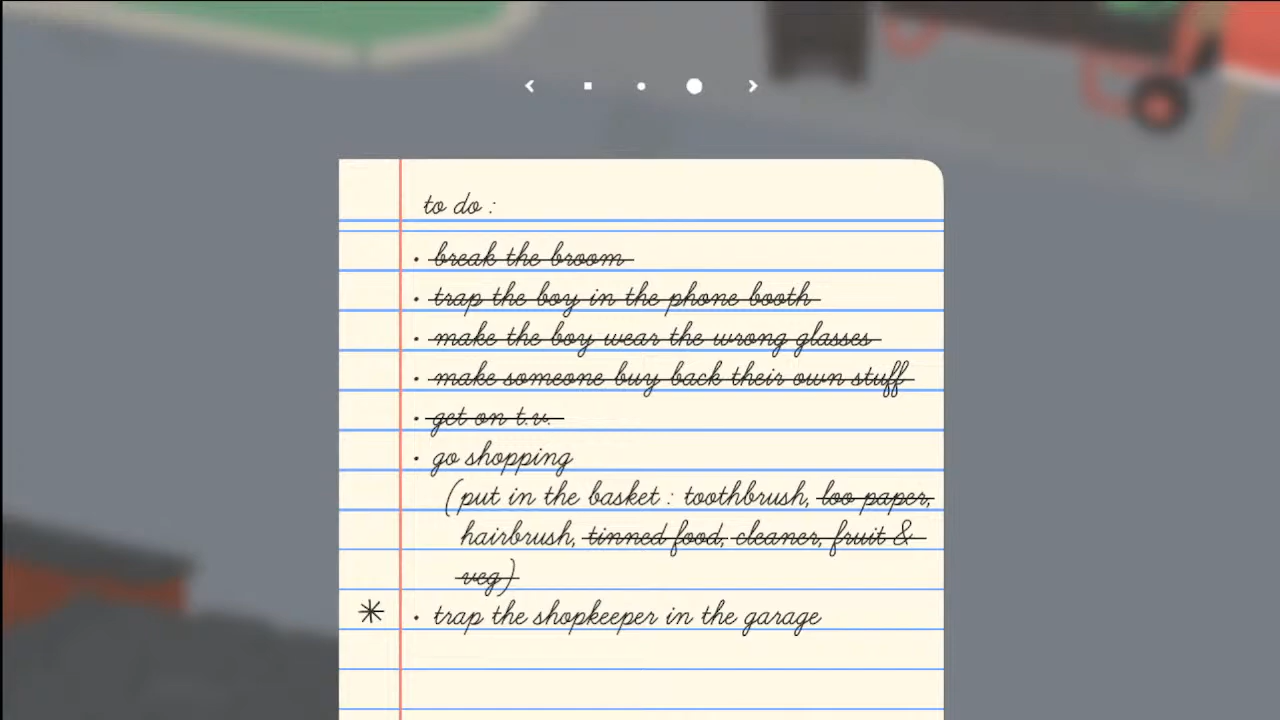 to do :
• break the broom
• trap the boy in the phone booth
• make the boy wear the wrong glasses
• make someone buy back their own stuff
• get on t.v.
• go shopping
(put in the basket : toothbrush, loo paper,
hairbrush, tinned food, cleaner, fruit &
veg)
• trap the shopkeeper in the garage